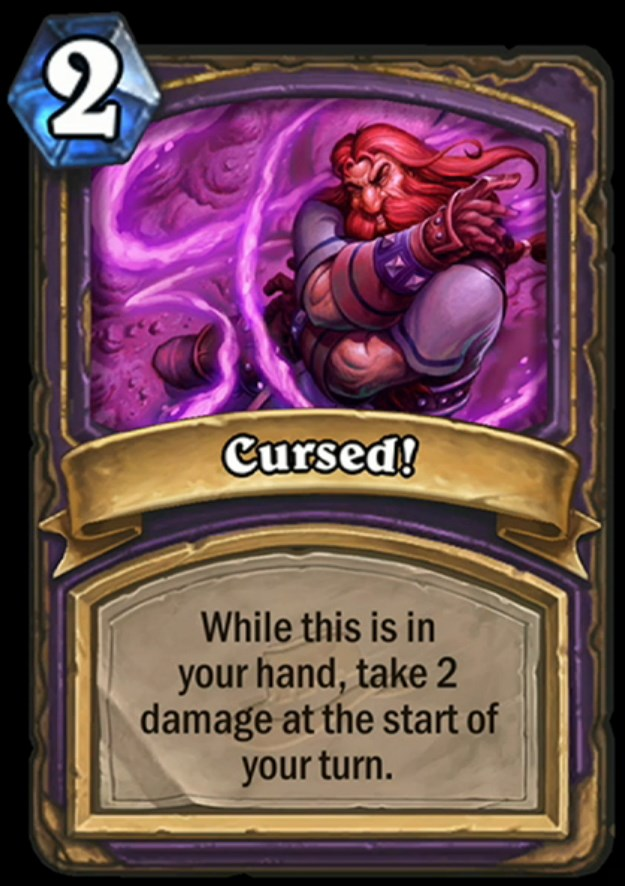 2
Cursed!
While this is in
your hand, take 2
damage at the start of
your turn.